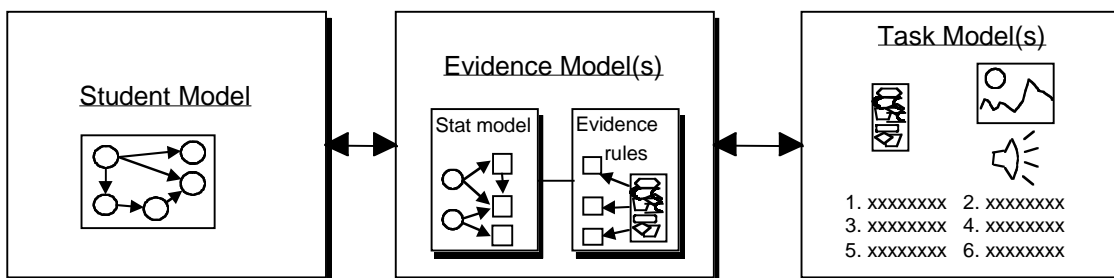 Student Model
Evidence Model(s)
Stat model
Evidence
rules
Task Model(s)
1. xxxxxxxx 2. xxxxxxxx
3. xxxxxxxx 4. xxxxxxxx
5. xxxxxxxx 6. xxxxxxxx